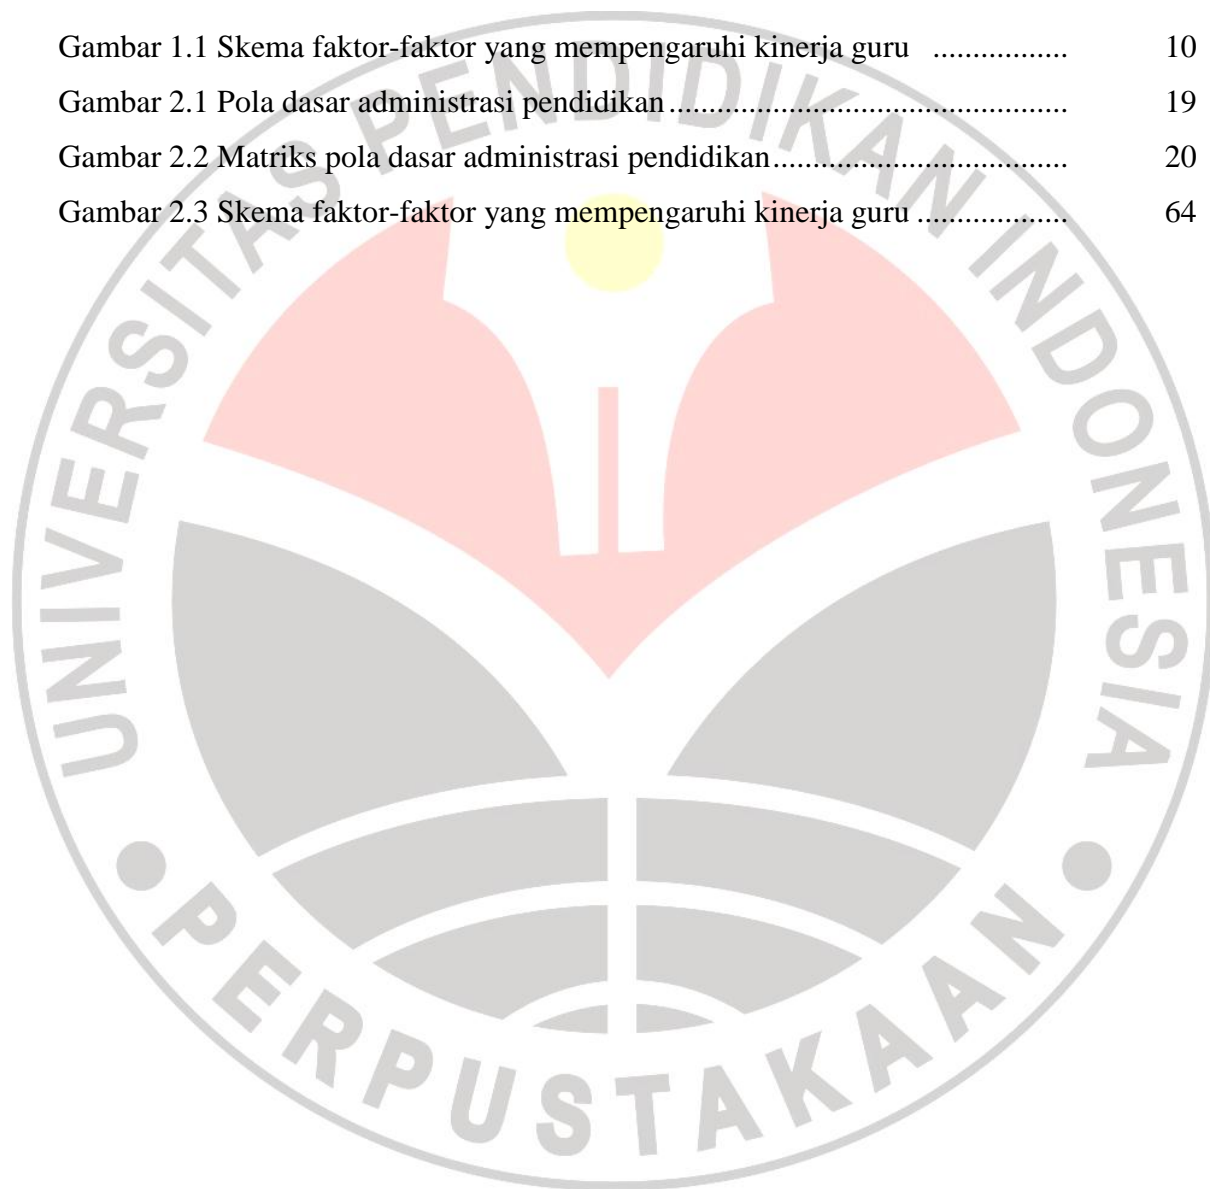 Gambar 1.1 Skema faktor-faktor yang mempengaruhi kinerja guru ................. 10
Gambar 2.1 Pola dasar administrasi pendidikan.................................................. 19
Gambar 2.2 Matriks pola dasar administrasi pendidikan..................................... 20
Gambar 2.3 Skema faktor-faktor yang mempengaruhi kinerja guru ................... 64
UNIVERSITAS PENDIDIKAN INDONESIA
PERPUSTAKAAN